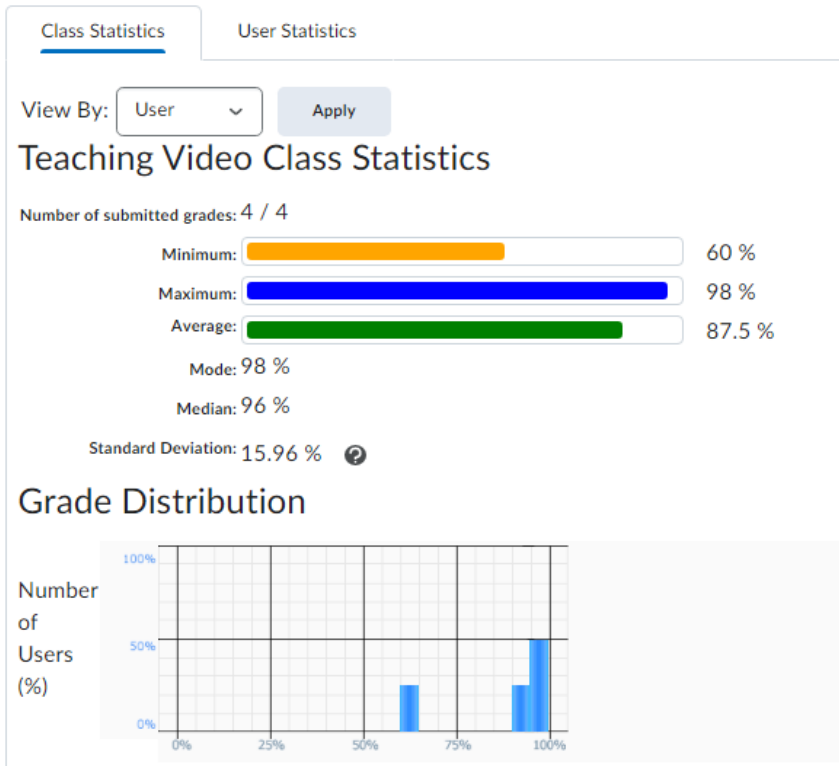 Class Statistics
User Statistics
View By: User Apply
Teaching Video Class Statistics
Number of submitted grades: 4 / 4
Minimum: 60 %
Maximum: 98 %
Average: 87.5 %
Mode: 98 %
Median: 96 %
Standard Deviation: 15.96 % ?
Grade Distribution
Number
of
Users
(%)
100%
50%
0%
0% 25% 50% 75% 100%